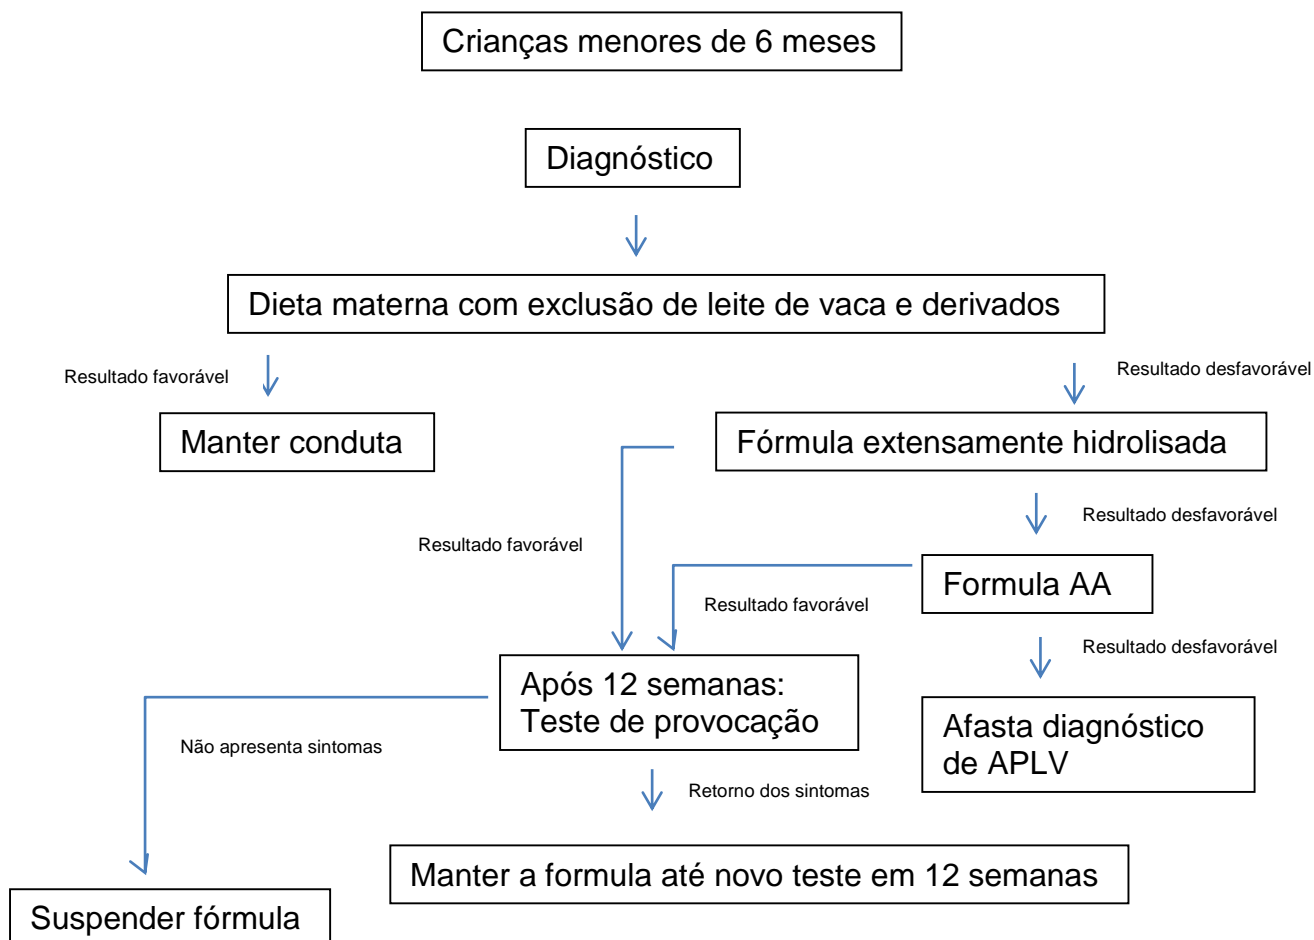 Crianças menores de 6 meses
Diagnóstico
Dieta materna com exclusão de leite de vaca e derivados
Resultado favorável
Resultado desfavorável
Manter conduta
Fórmula extensamente hidrolisada
Resultado desfavorável
Resultado favorável
Formula AA
Resultado favorável
Resultado desfavorável
Após 12 semanas:
Teste de provocação
Afasta diagnóstico
de APLV
Não apresenta sintomas
Retorno dos sintomas
Manter a formula até novo teste em 12 semanas
Suspender fórmula